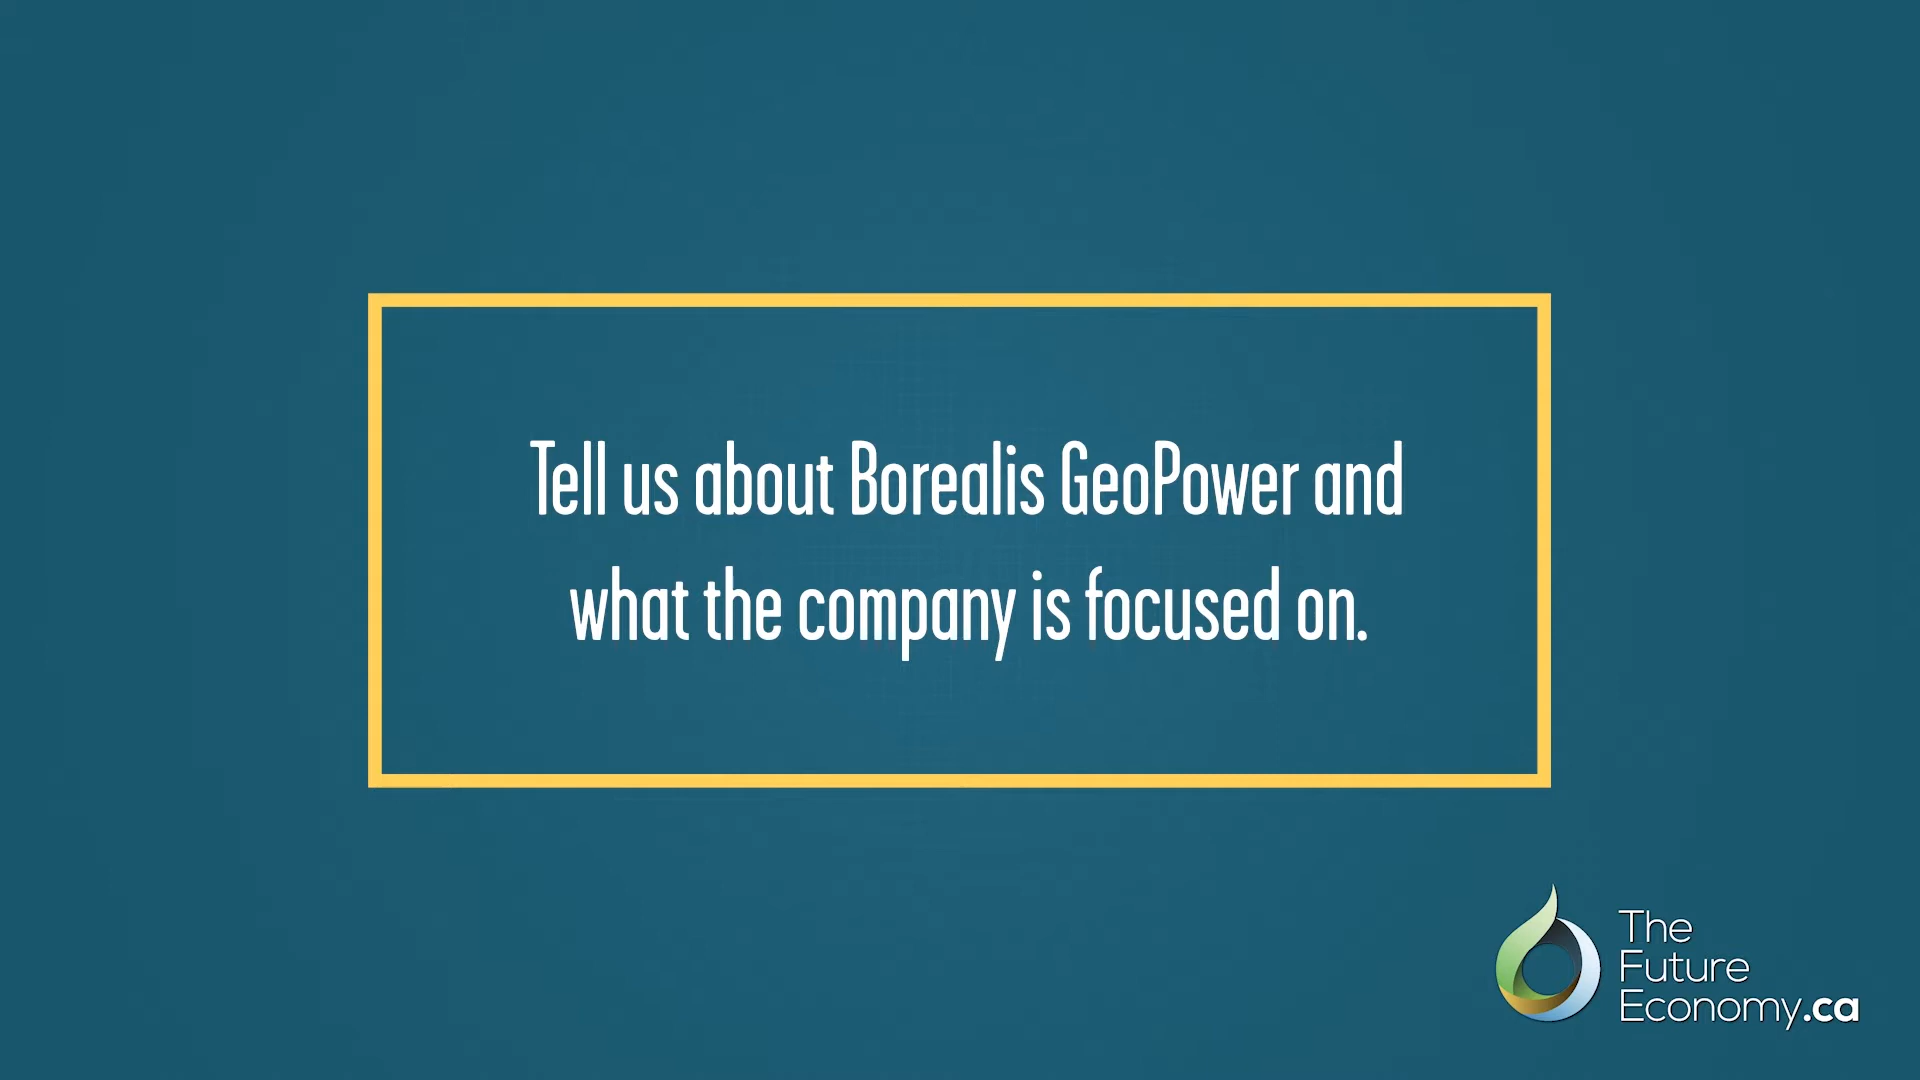 Tell us about Borealis GeoPower and
what the company is focused on.
The
Future
Economy.ca